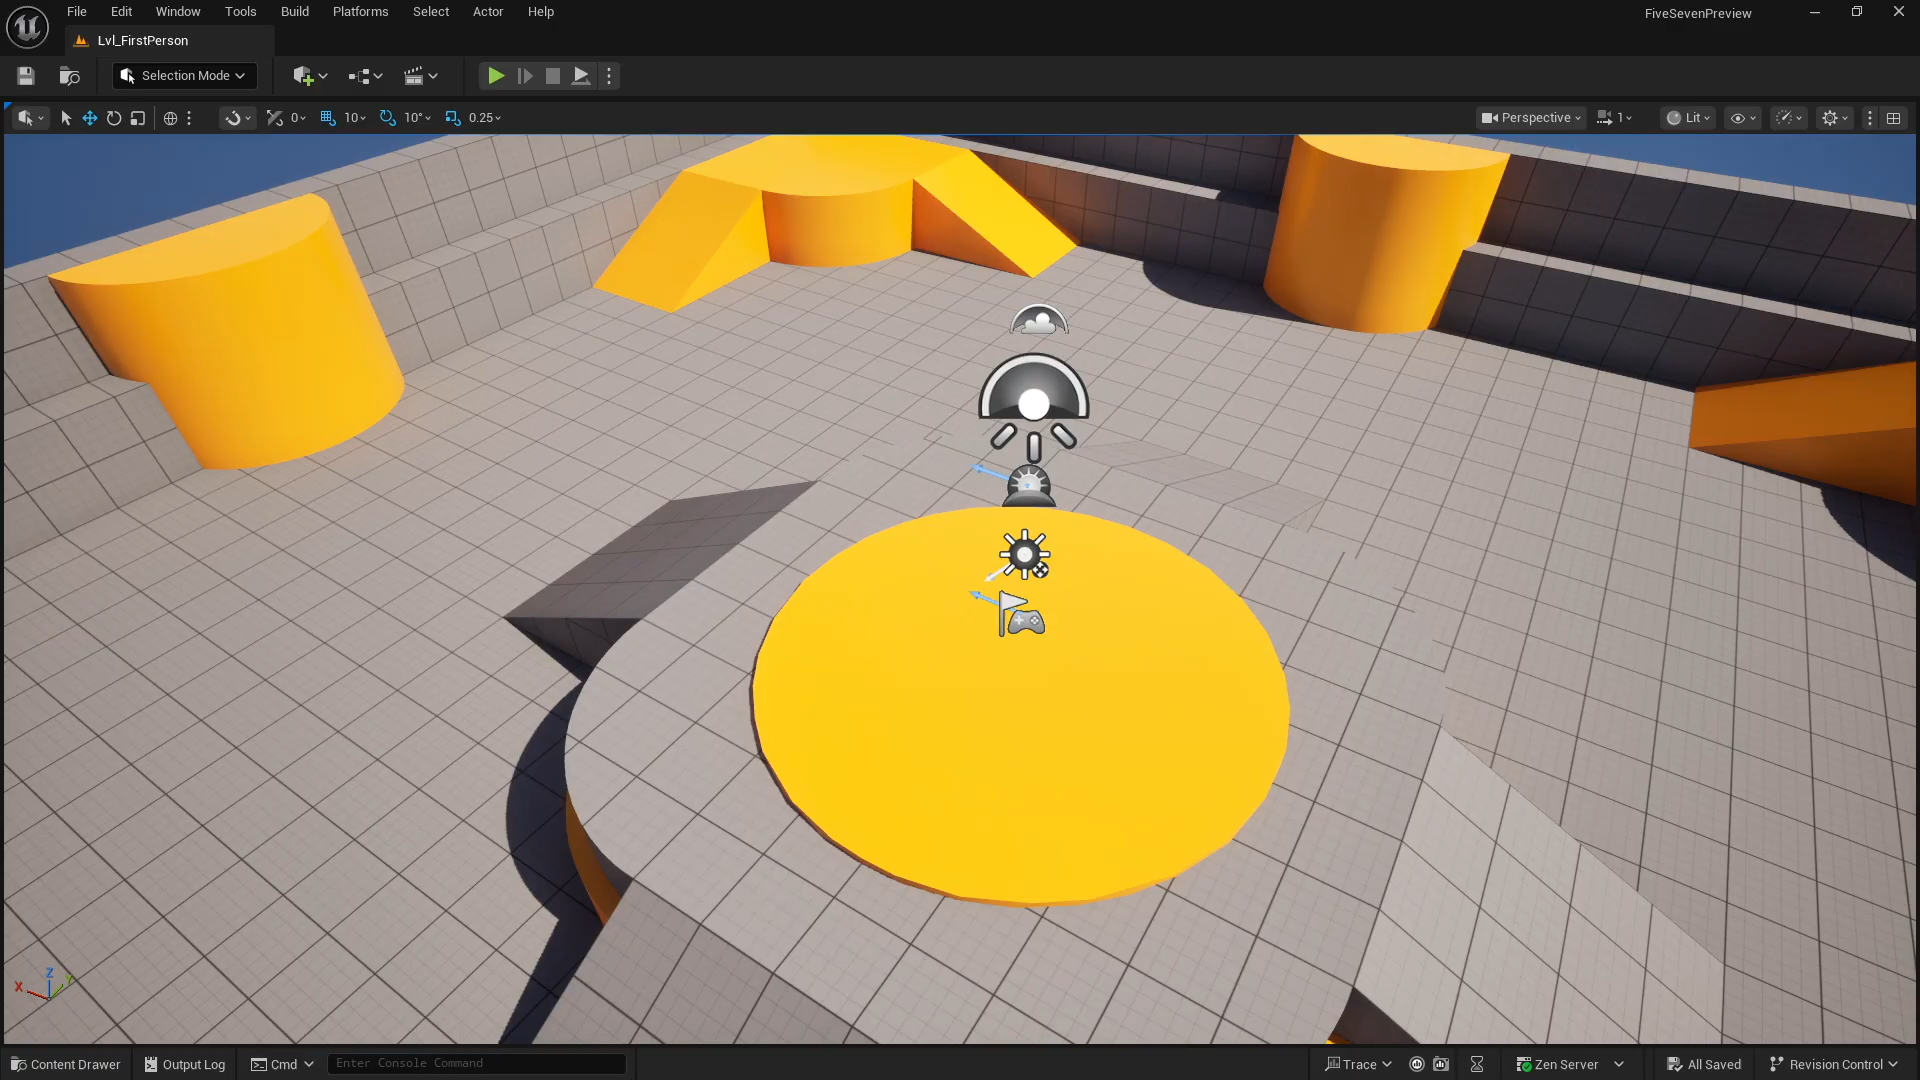 File Edit Window Tools Build Platforms Select Actor Help
FiveSevenPreview
Lvl_FirstPerson
Selection Mode
0 10 10° 0.25
Perspective 1 Lit
Z
X Y
Content Drawer Output Log Cmd Enter Console Command Trace Zen Server All Saved Revision Control